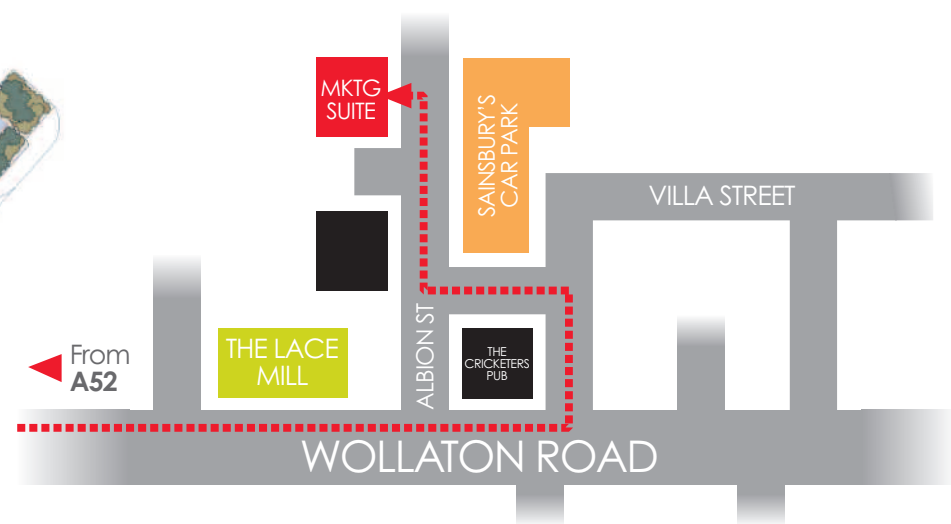 MKTG
SUITE
SAINSBURY'S
CAR PARK
VILLA STREET
ALBION ST
THE LACE
MILL
THE
CRICKETERS
PUB
From
A52
WOLLATON ROAD